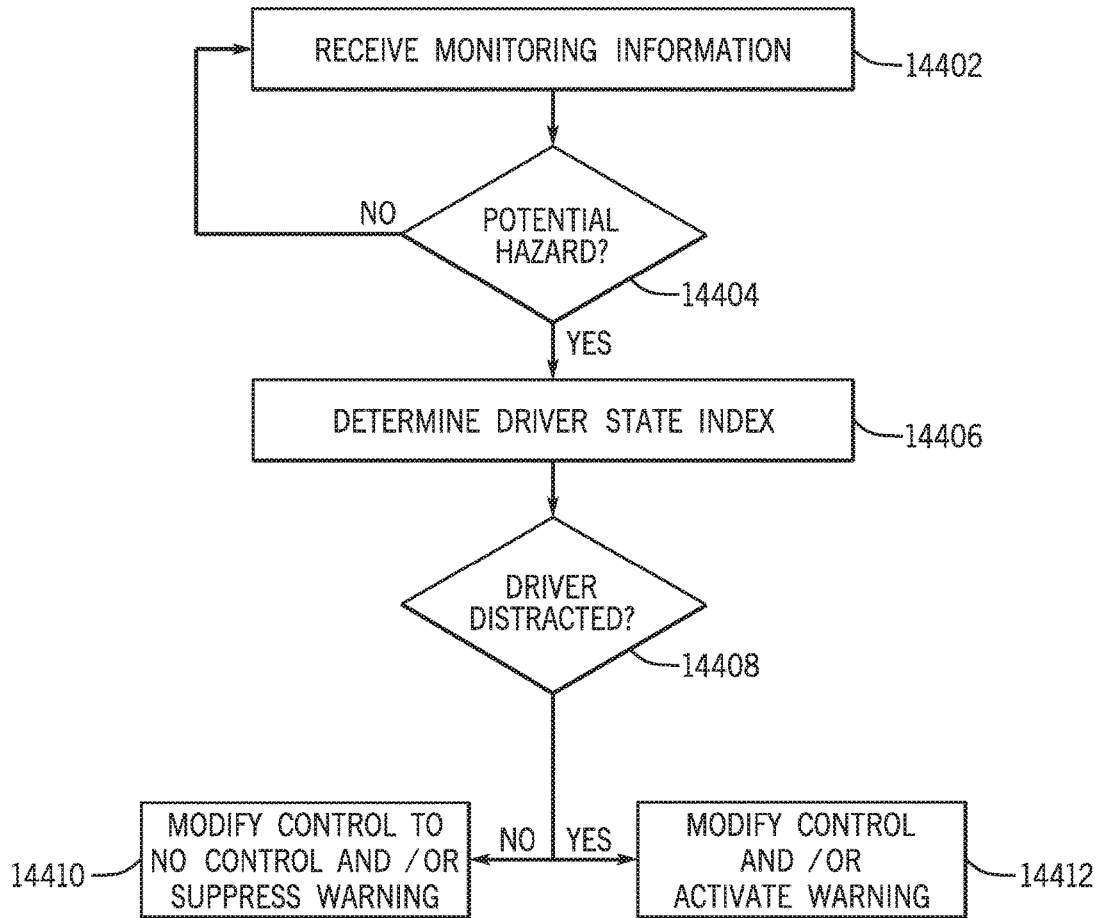 RECEIVE MONITORING INFORMATION
14402
NO
POTENTIAL
HAZARD?
14404
YES
DETERMINE DRIVER STATE INDEX
14406
DRIVER
DISTRACTED?
14408
MODIFY CONTROL TO
NO CONTROL AND /OR
SUPPRESS WARNING
14410
NO
YES
MODIFY CONTROL
AND /OR
ACTIVATE WARNING
14412